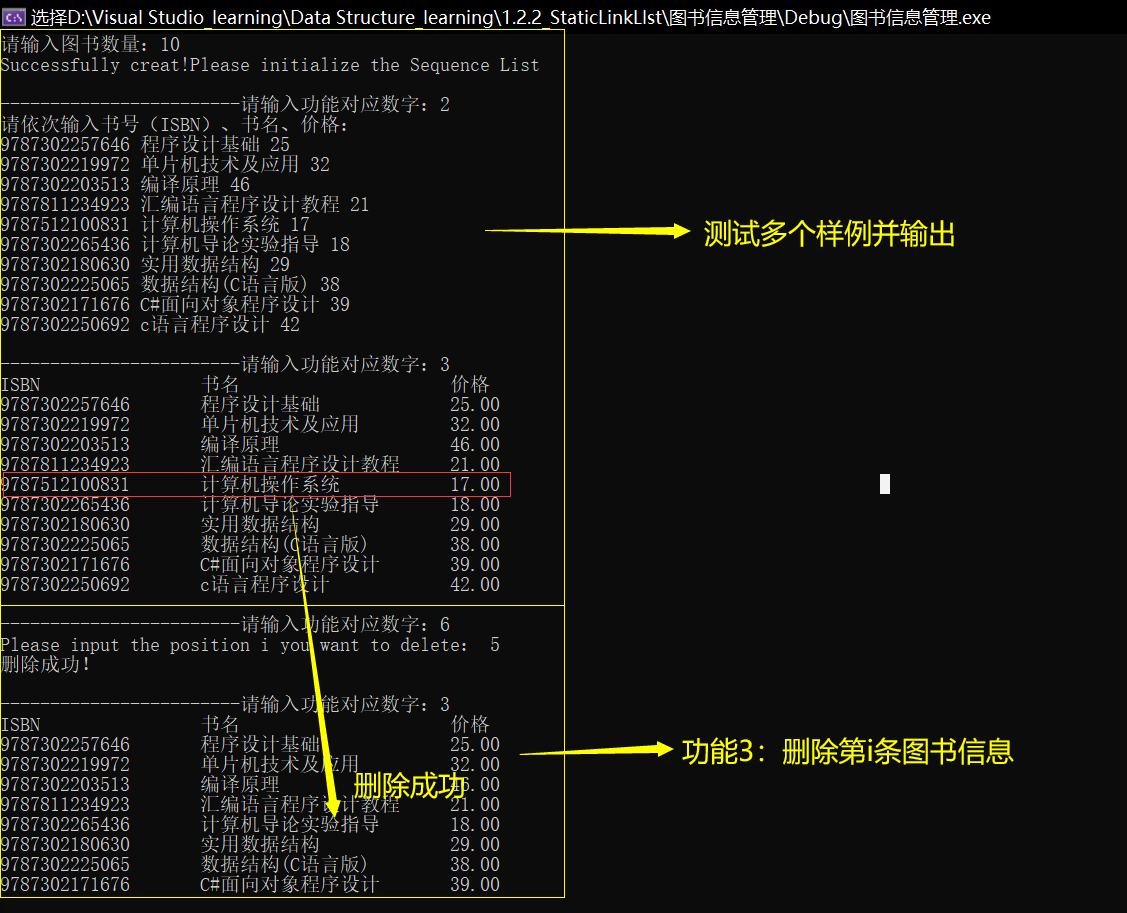 选择D:\Visual Studio_learning\Data Structure_learning\1.2.2_StaticLinkLIst\图书信息管理\Debug\图书信息管理.exe
请输入图书数量：10
Successfully creat!Please initialize the Sequence List
------------------------请输入功能对应数字：2
请依次输入书号（ISBN）、书名、价格：
9787302257646 程序设计基础 25
9787302219972 单片机技术及应用 32
9787302203513 编译原理 46
9787811234923 汇编语言程序设计教程 21
9787512100831 计算机操作系统 17
9787302265436 计算机导论实验指导 18
9787302180630 实用数据结构 29
9787302225065 数据结构(C语言版) 38
9787302171676 C#面向对象程序设计 39
9787302250692 c语言程序设计 42
测试多个样例并输出
------------------------请输入功能对应数字：3
ISBN 书名 价格
9787302257646 程序设计基础 25.00
9787302219972 单片机技术及应用 32.00
9787302203513 编译原理 46.00
9787811234923 汇编语言程序设计教程 21.00
9787512100831 计算机操作系统 17.00
9787302265436 计算机导论实验指导 18.00
9787302180630 实用数据结构 29.00
9787302225065 数据结构(C语言版) 38.00
9787302171676 C#面向对象程序设计 39.00
9787302250692 c语言程序设计 42.00
------------------------请输入功能对应数字：6
Please input the position i you want to delete： 5
删除成功！
------------------------请输入功能对应数字：3
ISBN 书名 价格
9787302257646 程序设计基础 25.00
9787302219972 单片机技术及应用 32.00
9787302203513 编译原理 46.00
9787811234923 汇编语言程序设计教程 21.00
9787302265436 计算机导论实验指导 18.00
9787302180630 实用数据结构 29.00
9787302225065 数据结构(C语言版) 38.00
9787302171676 C#面向对象程序设计 39.00
删除成功
功能3：删除第i条图书信息